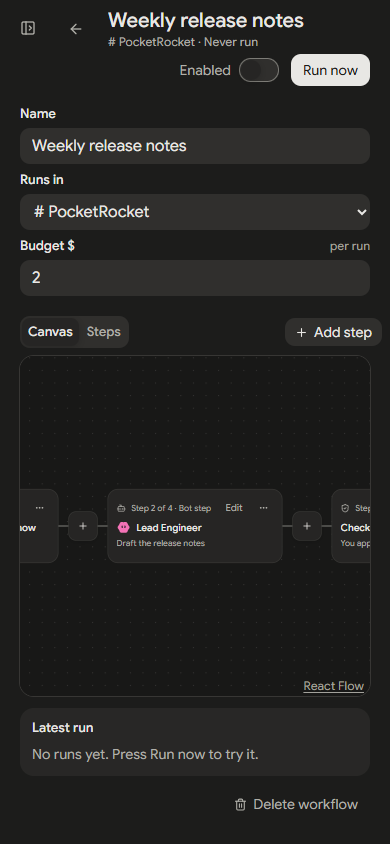 Weekly release notes
# PocketRocket · Never run
Enabled
Run now
Name
Weekly release notes
Runs in
# PocketRocket
Budget $
per run
2
Canvas
Steps
+ Add step
Step 2 of 4 · Bot step
Edit
Lead Engineer
Draft the release notes
Check
You app
React Flow
Latest run
No runs yet. Press Run now to try it.
Delete workflow